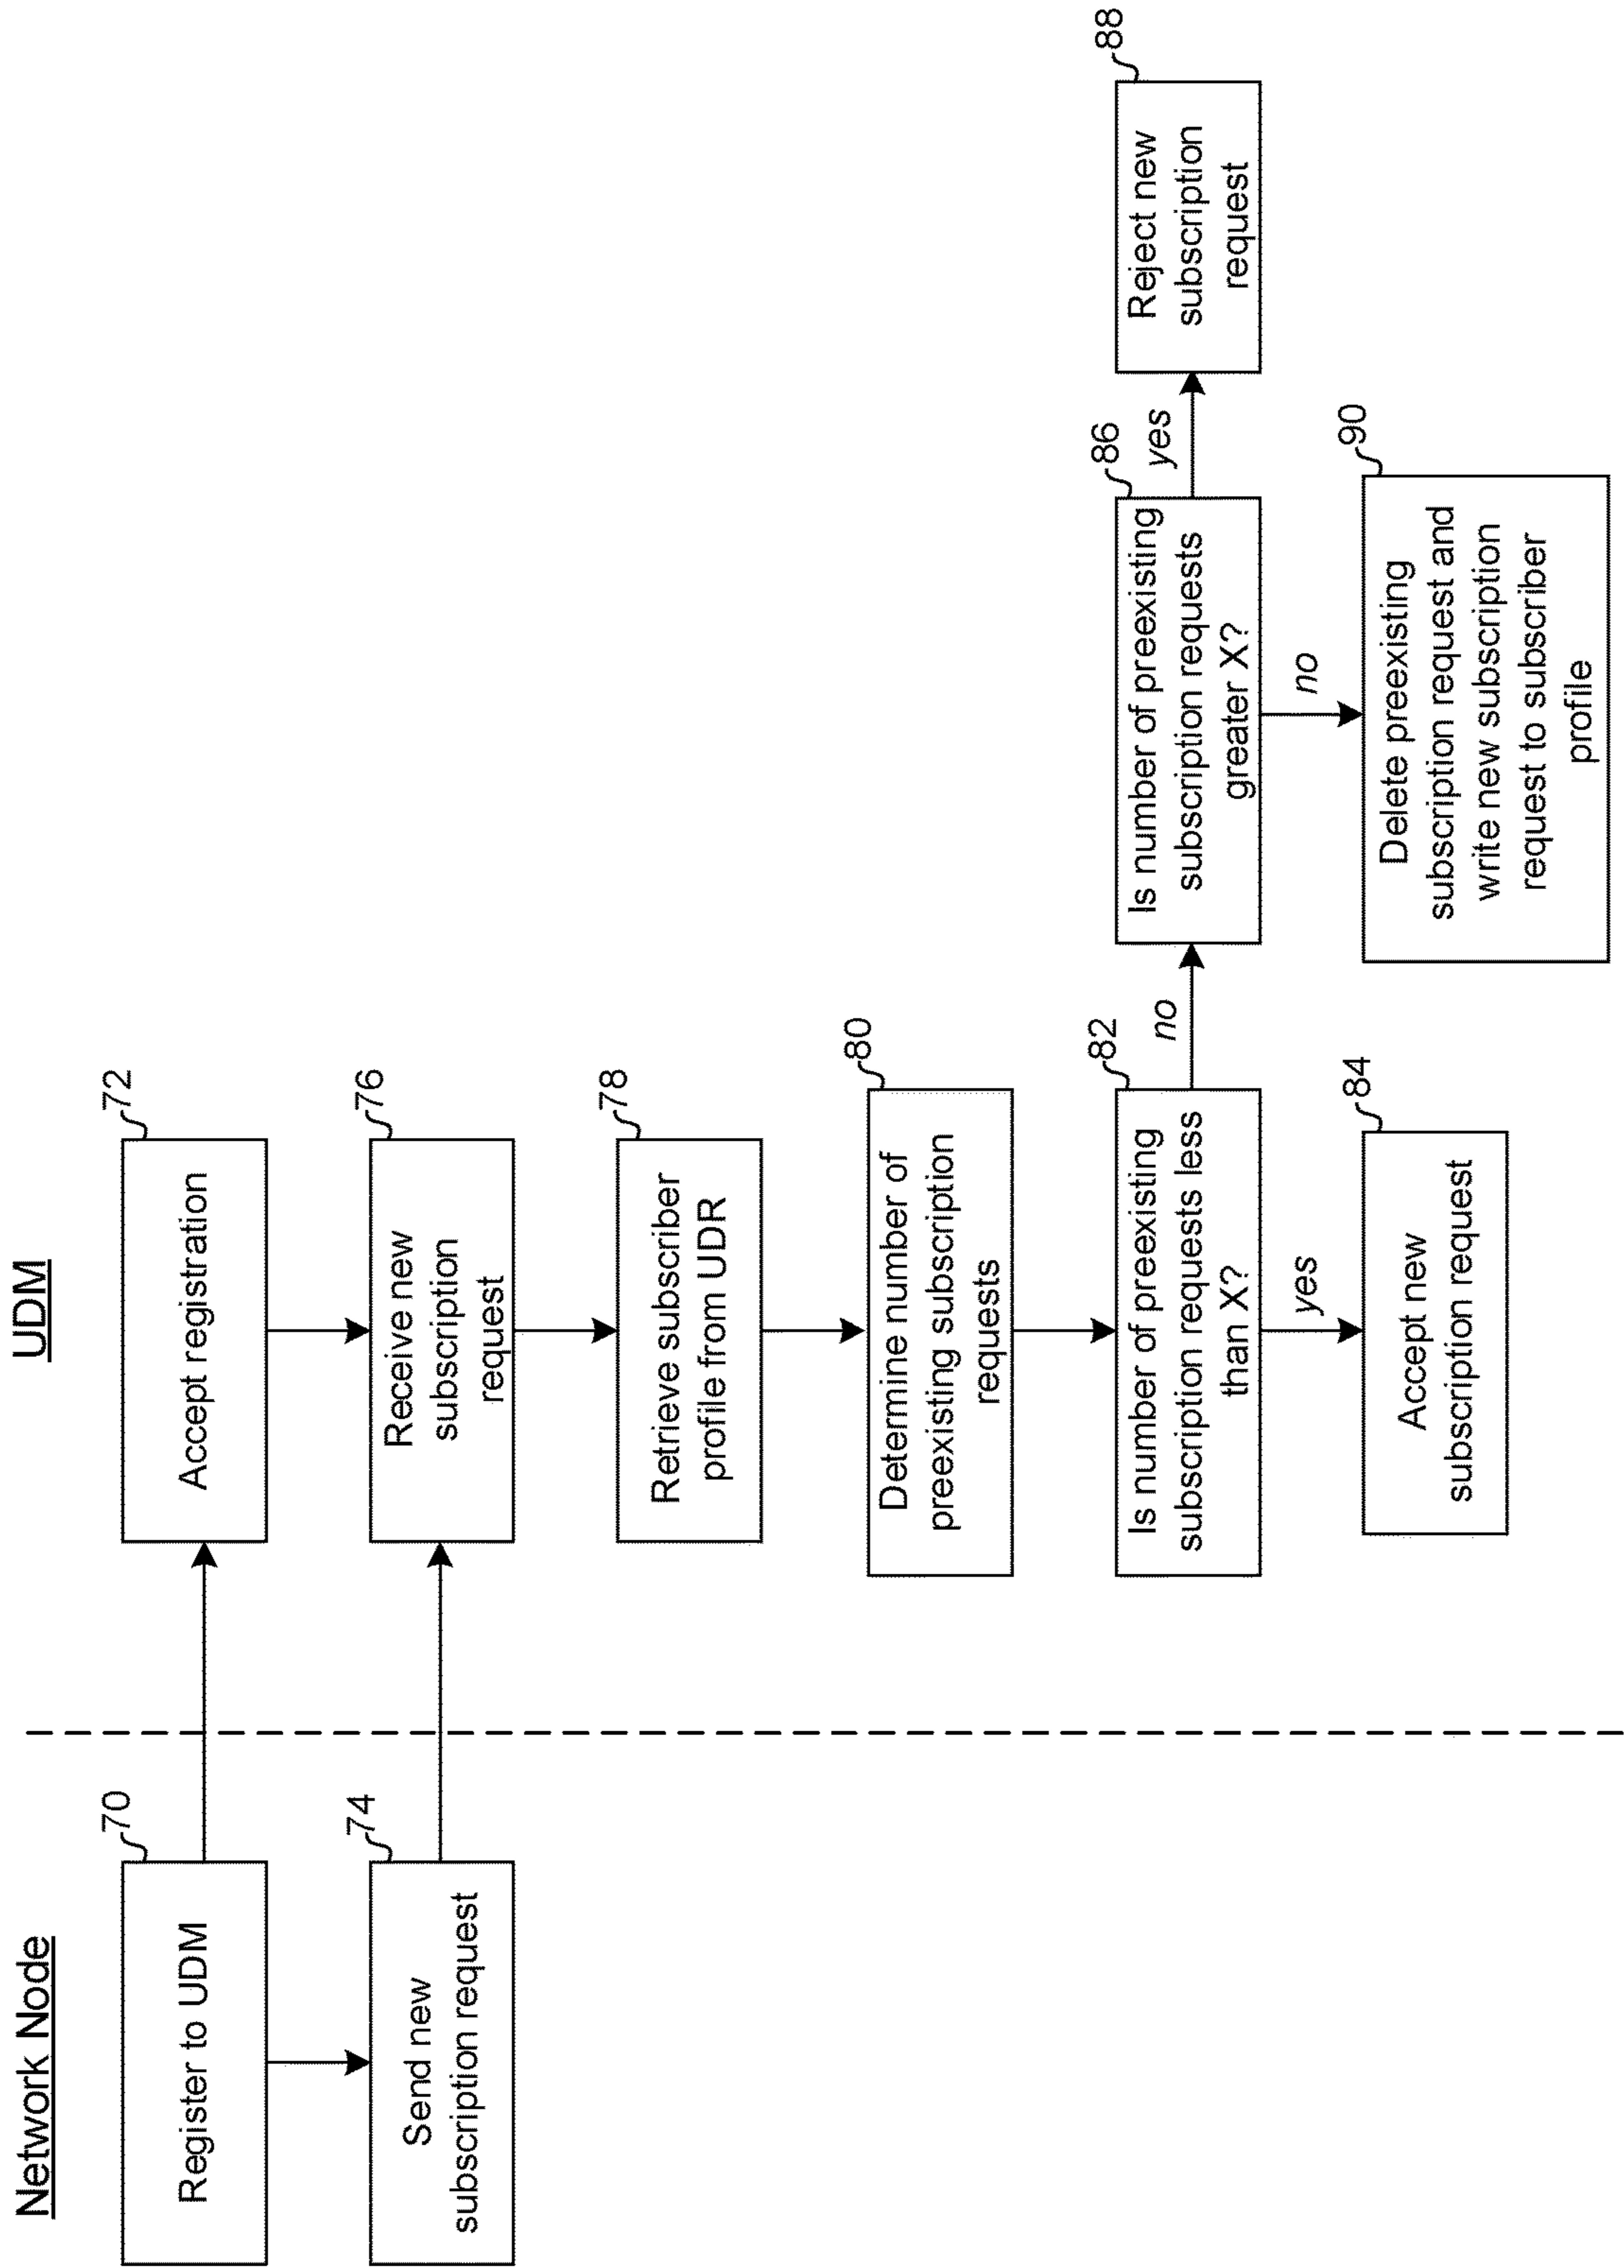 Network Node
UDM
70
Register to UDM
72
Accept registration
74
Send new
subscription request
76
Receive new
subscription
request
78
Retrieve subscriber
profile from UDR
80
Determine number of
preexisting subscription
requests
82
Is number of preexisting
subscription requests less
than X?
no
yes
84
Accept new
subscription request
86
Is number of preexisting
subscription requests
greater X?
yes
no
88
Reject new
subscription
request
90
Delete preexisting
subscription request and
write new subscription
request to subscriber
profile